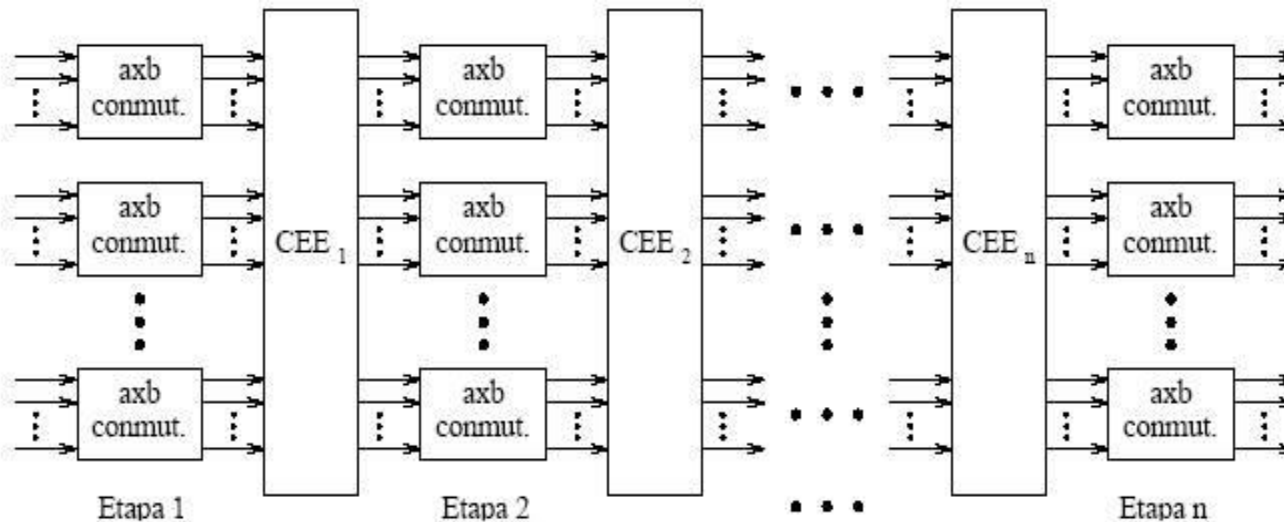 axb
conmut.
axb
conmut.
axb
conmut.
axb
conmut.
axb
conmut.
axb
conmut.
CEE 1
CEE 2
CEE n
axb
conmut.
axb
conmut.
axb
conmut.
Etapa 1
Etapa 2
Etapa n